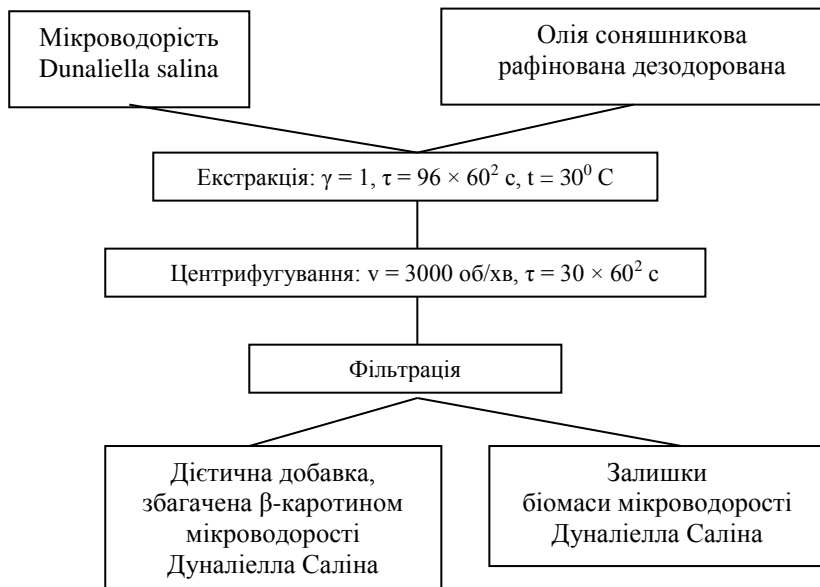 Мікроводорість
Dunaliella salina
Олія соняшникова
рафінована дезодорована
Екстракція: γ = 1, τ = 96 × 60² с, t = 30⁰ С
Центрифугування: v = 3000 об/хв, τ = 30 × 60² с
Фільтрація
Дієтична добавка,
збагачена β-каротином
мікроводорості
Дуналіелла Саліна
Залишки
біомаси мікроводорості
Дуналіелла Саліна